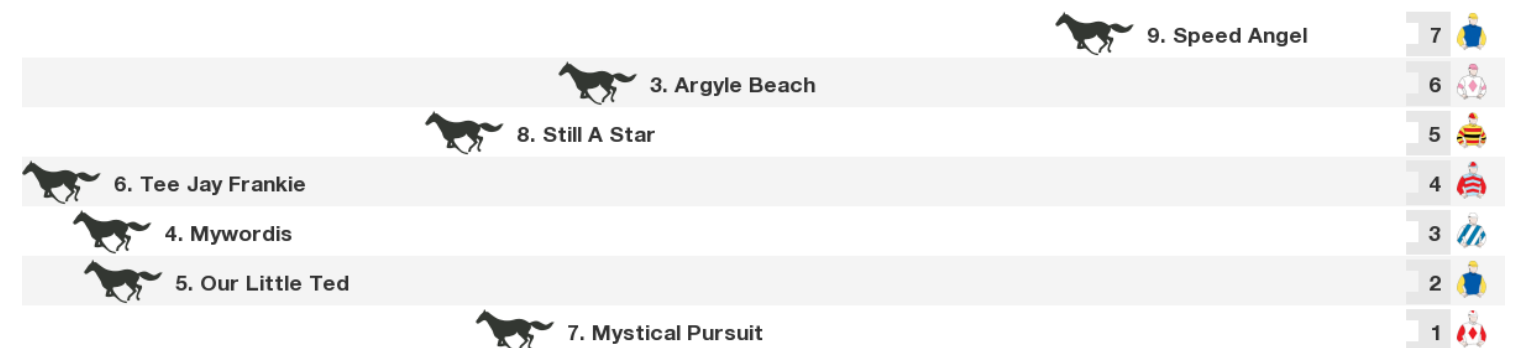 9. Speed Angel 7
3. Argyle Beach 6
8. Still A Star 5
6. Tee Jay Frankie 4
4. Mywordis 3
5. Our Little Ted 2
7. Mystical Pursuit 1